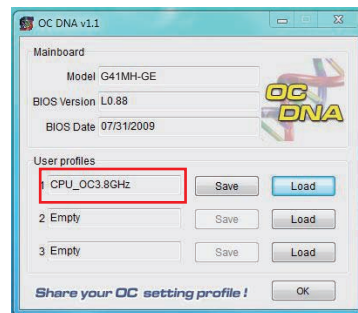 OC DNA v1.1
Mainboard
Model G41MH-GE
BIOS Version L0.88
BIOS Date 07/31/2009
OC
DNA
User profiles
1 CPU_OC3.8GHz Save Load
2 Empty Save Load
3 Empty Save Load
Share your OC setting profile! OK